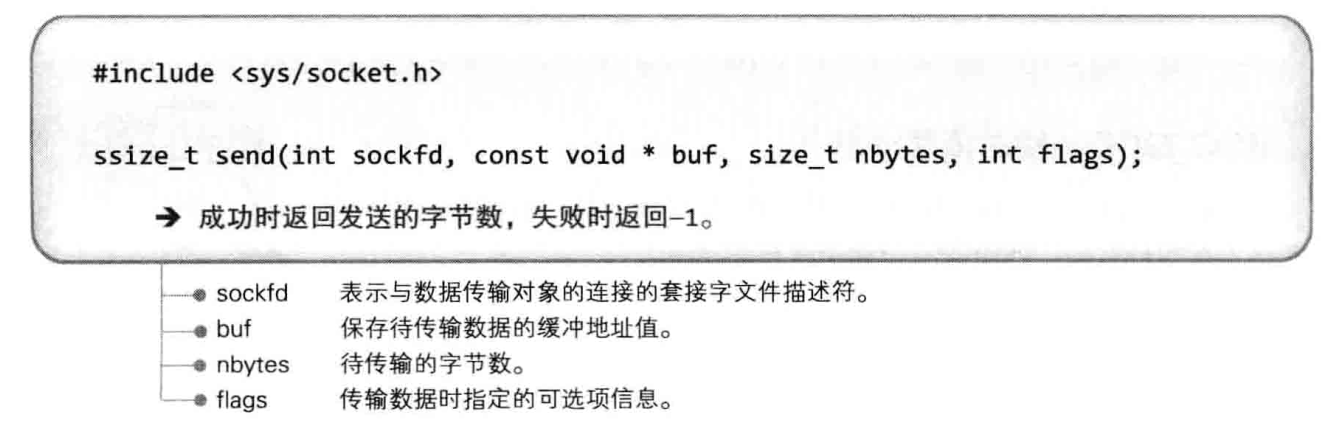 #include <sys/socket.h>
ssize_t send(int sockfd, const void * buf, size_t nbytes, int flags);
➔ 成功时返回发送的字节数，失败时返回–1。
sockfd 表示与数据传输对象的连接的套接字文件描述符。
buf 保存待传输数据的缓冲地址值。
nbytes 待传输的字节数。
flags 传输数据时指定的可选项信息。